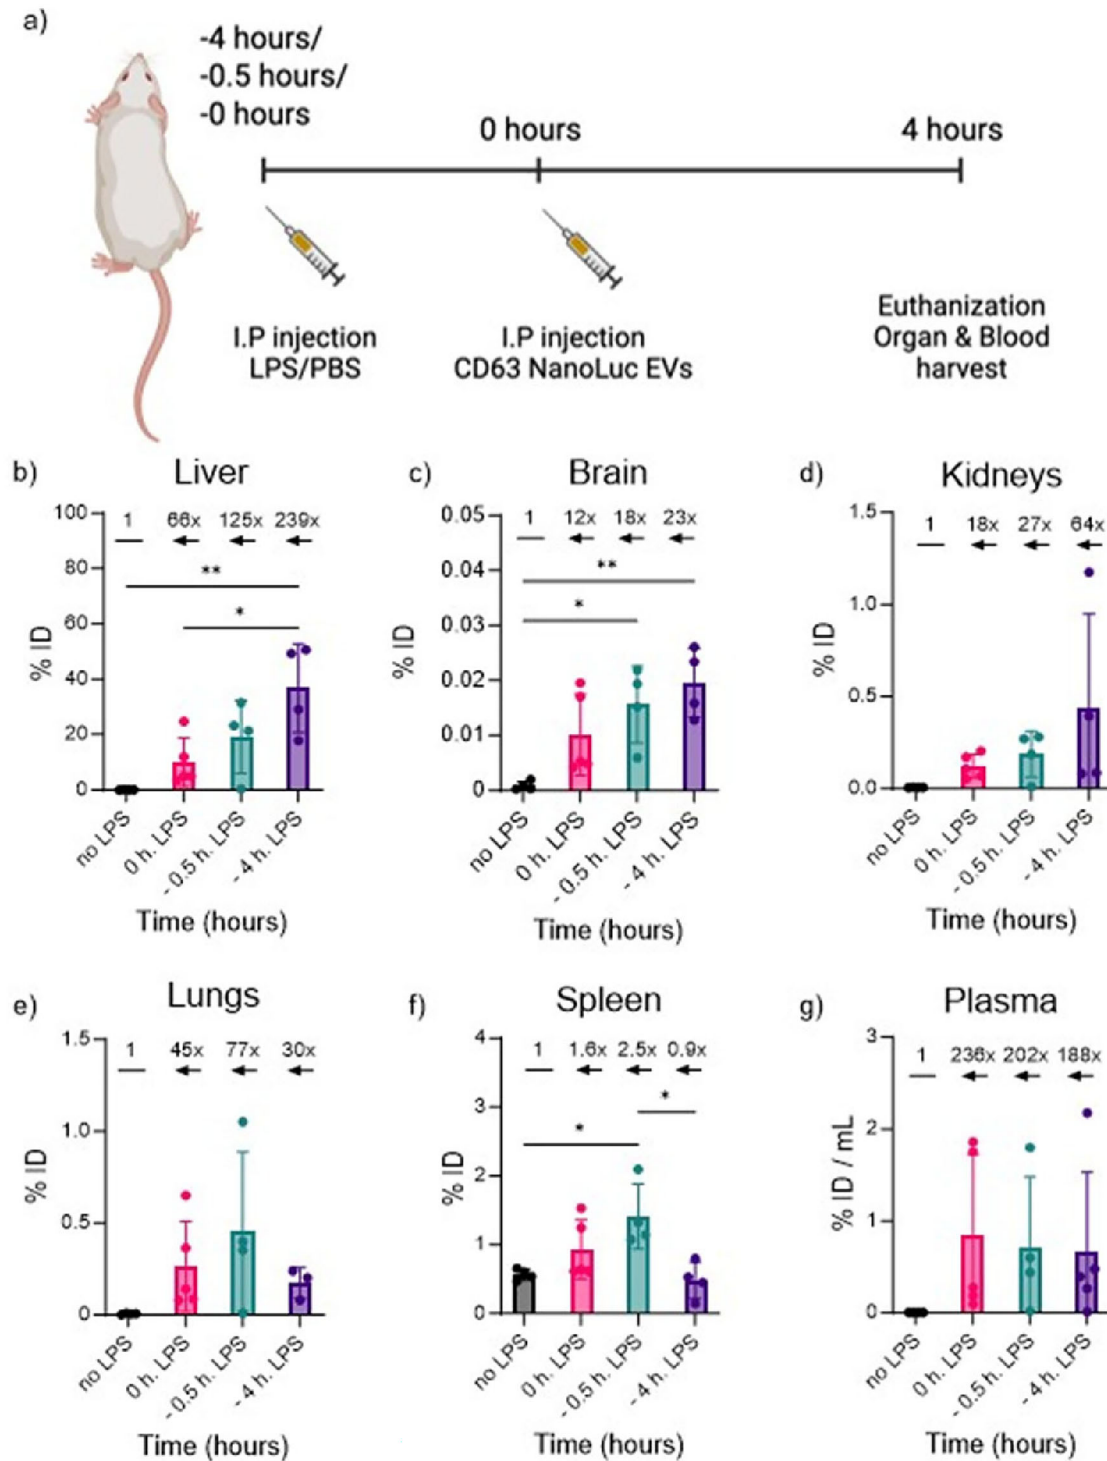 a)
-4 hours/
-0.5 hours/
-0 hours
0 hours
4 hours
I.P injection
LPS/PBS
I.P injection
CD63 NanoLuc EVs
Euthanization
Organ & Blood
harvest
b)
Liver
100
80
60
40
20
0
% ID
1 66x 125x 239x
**
*
no LPS
0 h. LPS
- 0.5 h. LPS
- 4 h. LPS
Time (hours)
c)
Brain
0.05
0.04
0.03
0.02
0.01
0
% ID
1 12x 18x 23x
**
*
no LPS
0 h. LPS
- 0.5 h. LPS
- 4 h. LPS
Time (hours)
d)
Kidneys
1.5
1.0
0.5
0.0
% ID
1 18x 27x 64x
no LPS
0 h. LPS
- 0.5 h. LPS
- 4 h. LPS
Time (hours)
e)
Lungs
1.5
1.0
0.5
0
% ID
1 45x 77x 30x
no LPS
0 h. LPS
- 0.5 h. LPS
- 4 h. LPS
Time (hours)
f)
Spleen
4
3
2
1
0
% ID
1 1.6x 2.5x 0.9x
*
*
no LPS
0 h. LPS
- 0.5 h. LPS
- 4 h. LPS
Time (hours)
g)
Plasma
3
2
1
0
% ID / mL
1 236x 202x 188x
no LPS
0 h. LPS
- 0.5 h. LPS
- 4 h. LPS
Time (hours)